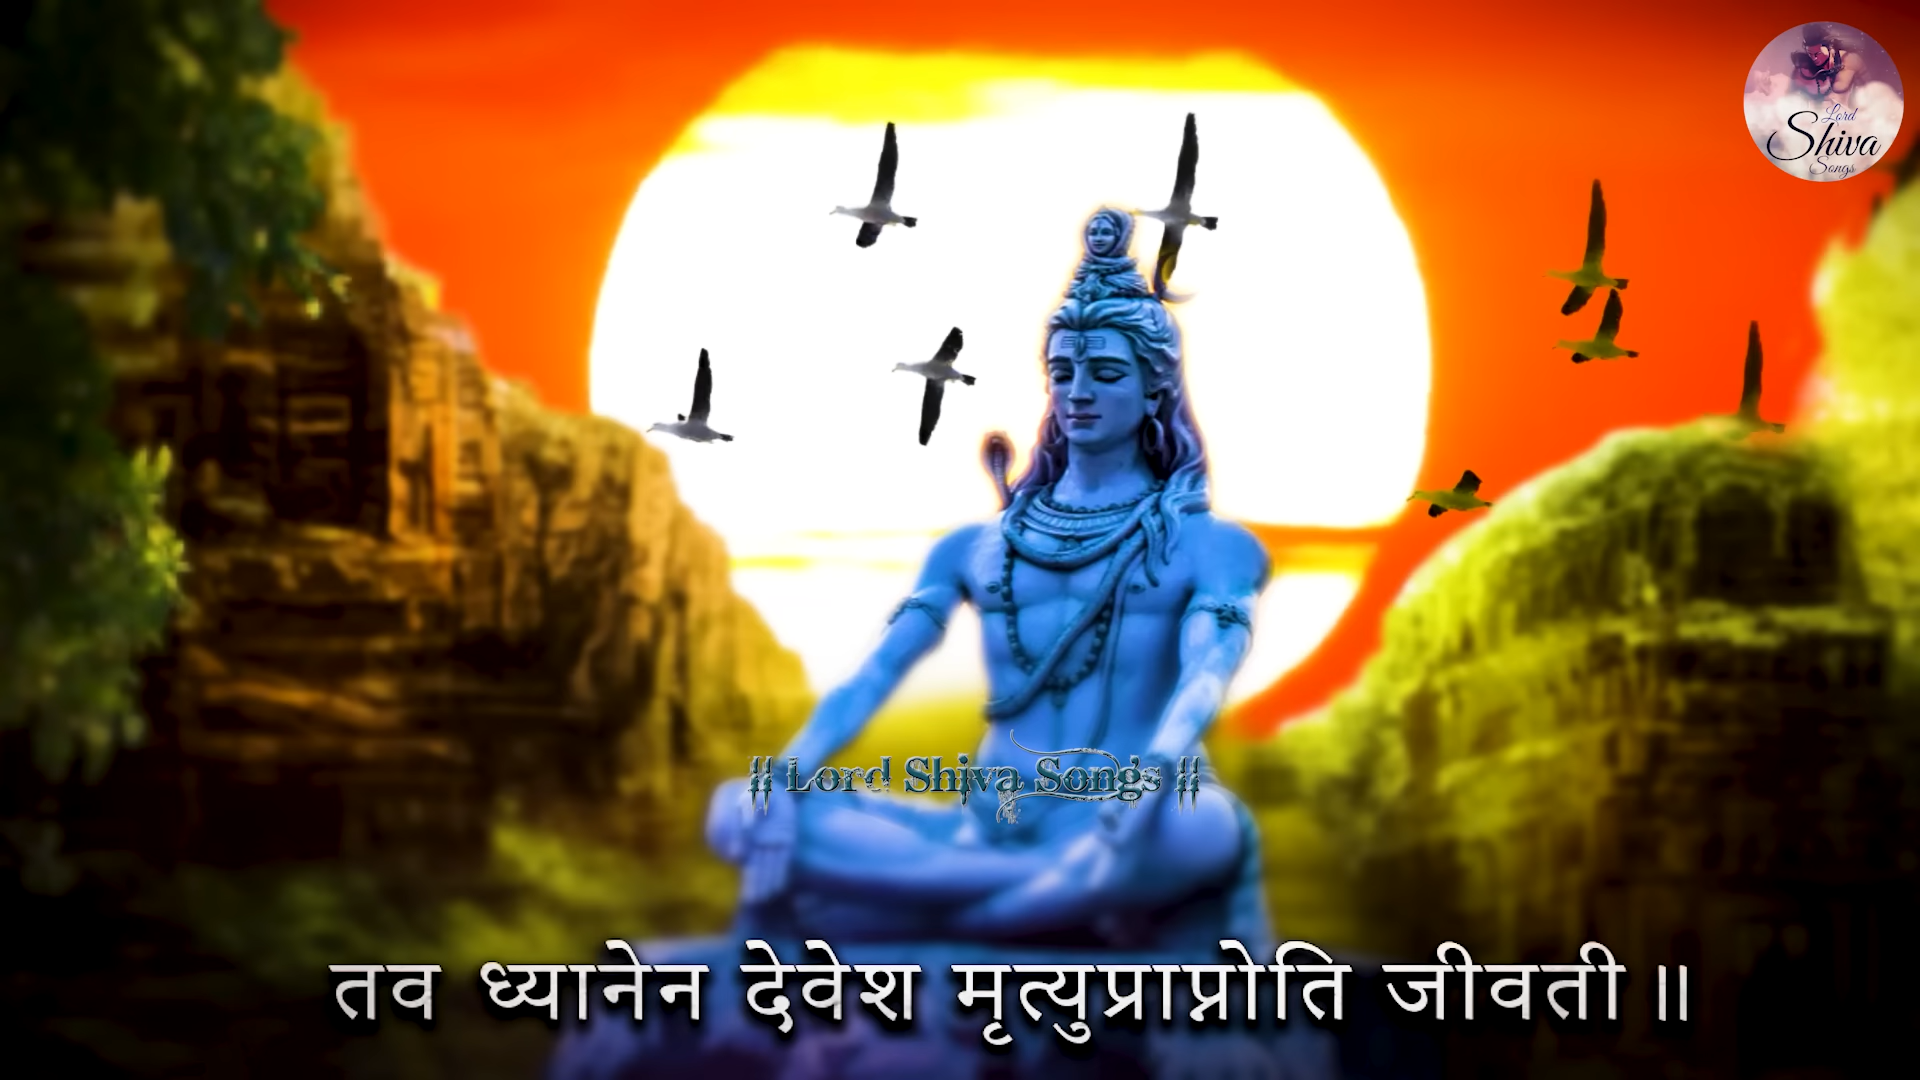 Lord
Shiva
Songs
|| Lord Shiva Songs ||
तव ध्यानेन देवेश मृत्युप्राप्नोति जीवती ॥